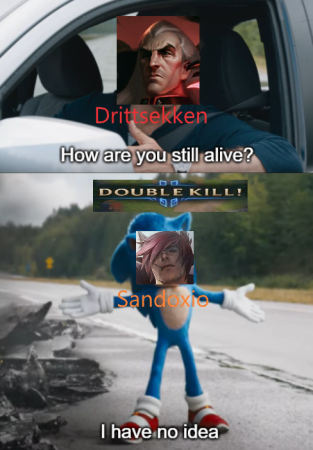 Drittsekken
How are you still alive?
DOUBLE KILL!
Sandoxio
I have no idea